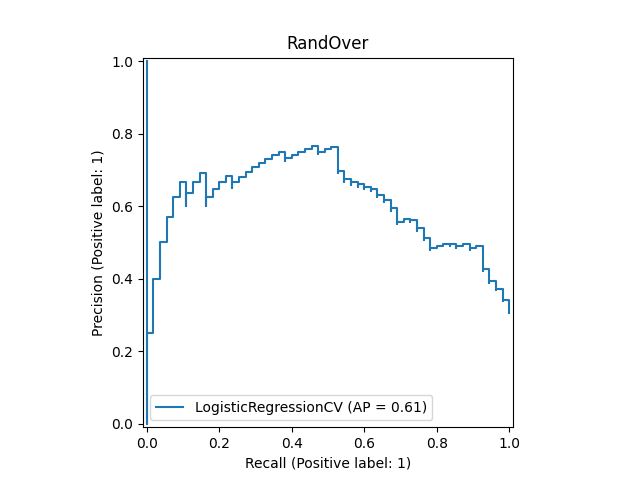 RandOver
1.0
0.8
0.6
0.4
0.2
0.0
Precision (Positive label: 1)
LogisticRegressionCV (AP = 0.61)
0.0 0.2 0.4 0.6 0.8 1.0
Recall (Positive label: 1)